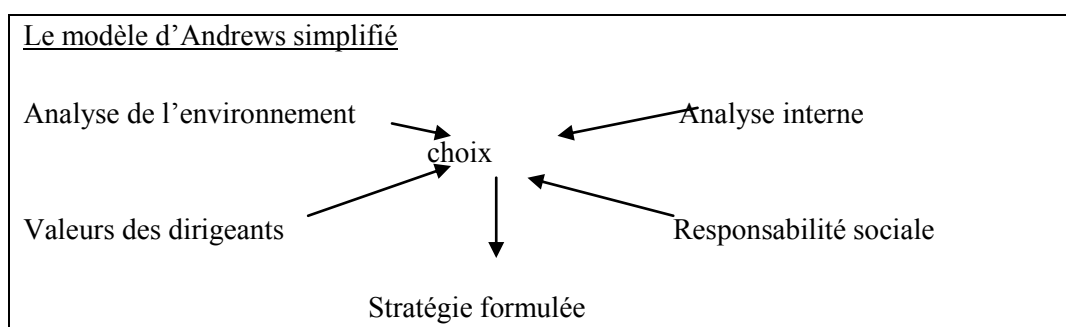 Le modèle d’Andrews simplifié
Analyse de l’environnement Analyse interne
choix
Valeurs des dirigeants Responsabilité sociale
Stratégie formulée